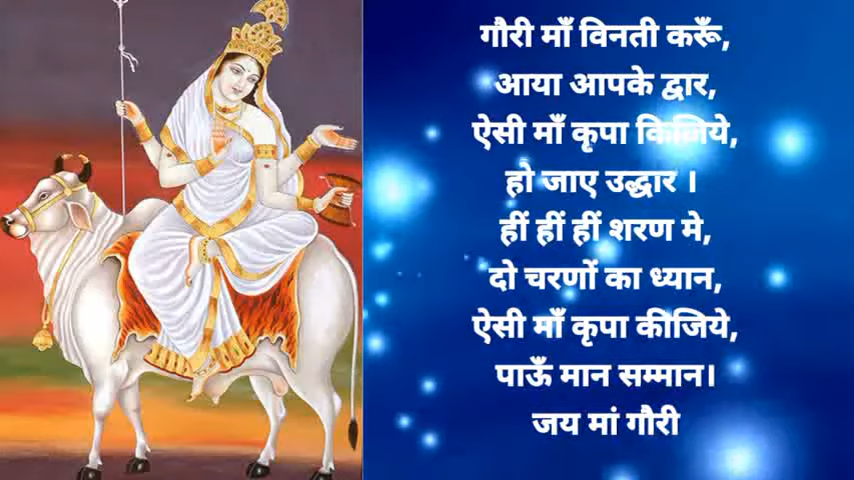 गौरी माँ विनती करूँ,
आया आपके द्वार,
ऐसी माँ कृपा किजिये,
हो जाए उद्धार ।
हीं हीं हीं शरण मे,
दो चरणों का ध्यान,
ऐसी माँ कृपा कीजिये,
पाऊँ मान सम्मान।
जय मां गौरी